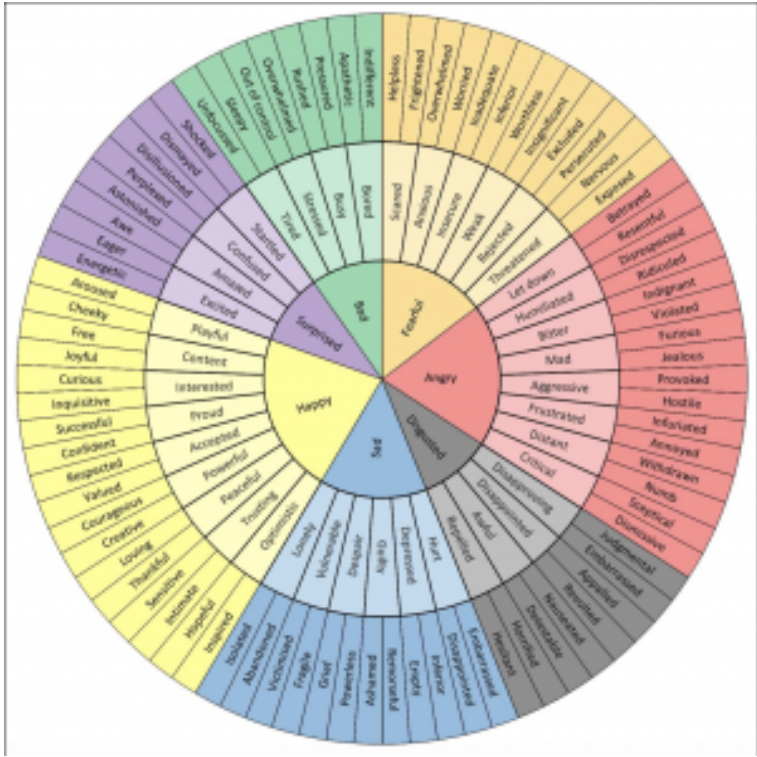 Fearful
Angry
Disgusted
Sad
Happy
Surprised
Bad
Scared
Anxious
Insecure
Weak
Rejected
Threatened
Let down
Humiliated
Bitter
Mad
Aggressive
Frustrated
Distant
Critical
Disapproving
Disappointed
Awful
Repelled
Hurt
Depressed
Guilty
Despair
Vulnerable
Lonely
Optimistic
Trusting
Peaceful
Powerful
Accepted
Proud
Interested
Content
Playful
Excited
Amazed
Confused
Startled
Tired
Stressed
Busy
Bored
Helpless
Frightened
Overwhelmed
Worried
Inadequate
Inferior
Worthless
Insignificant
Excluded
Persecuted
Nervous
Exposed
Betrayed
Resentful
Disrespected
Ridiculed
Indignant
Violated
Furious
Jealous
Provoked
Hostile
Infuriated
Annoyed
Withdrawn
Numb
Sceptical
Dismissive
Judgmental
Embarrassed
Appalled
Revolted
Nauseated
Detestable
Horrified
Hesitant
Embarrassed
Disappointed
Inferior
Empty
Remorseful
Ashamed
Powerless
Grief
Fragile
Victimised
Abandoned
Isolated
Inspired
Hopeful
Intimate
Sensitive
Thankful
Loving
Creative
Courageous
Valued
Respected
Confident
Successful
Inquisitive
Curious
Joyful
Free
Cheeky
Aroused
Energetic
Eager
Awe
Astonished
Perplexed
Disillusioned
Dismayed
Shocked
Unfocussed
Sleepy
Out of control
Overwhelmed
Rushed
Pressured
Apathetic
Indifferent